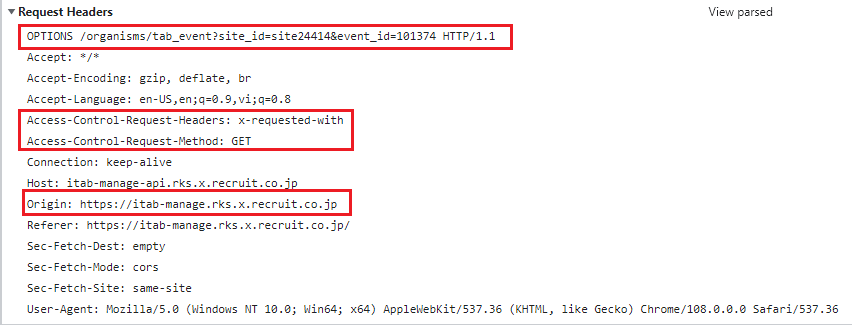 ▼ Request Headers View parsed
OPTIONS /organisms/tab_event?site_id=site24414&event_id=101374 HTTP/1.1
Accept: */*
Accept-Encoding: gzip, deflate, br
Accept-Language: en-US,en;q=0.9,vi;q=0.8
Access-Control-Request-Headers: x-requested-with
Access-Control-Request-Method: GET
Connection: keep-alive
Host: itab-manage-api.rks.x.recruit.co.jp
Origin: https://itab-manage.rks.x.recruit.co.jp
Referer: https://itab-manage.rks.x.recruit.co.jp/
Sec-Fetch-Dest: empty
Sec-Fetch-Mode: cors
Sec-Fetch-Site: same-site
User-Agent: Mozilla/5.0 (Windows NT 10.0; Win64; x64) AppleWebKit/537.36 (KHTML, like Gecko) Chrome/108.0.0.0 Safari/537.36